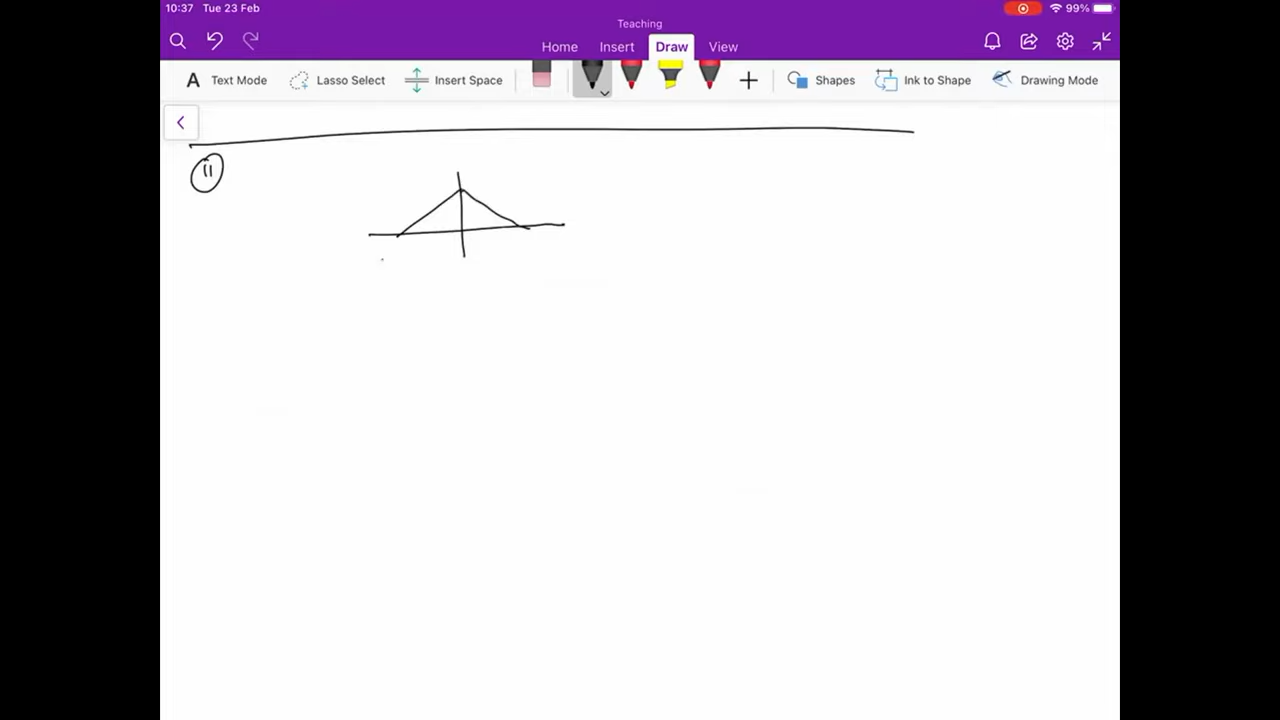 10:37 Tue 23 Feb 99%
Teaching
Home Insert Draw View
A Text Mode Lasso Select Insert Space Shapes Ink to Shape Drawing Mode
11